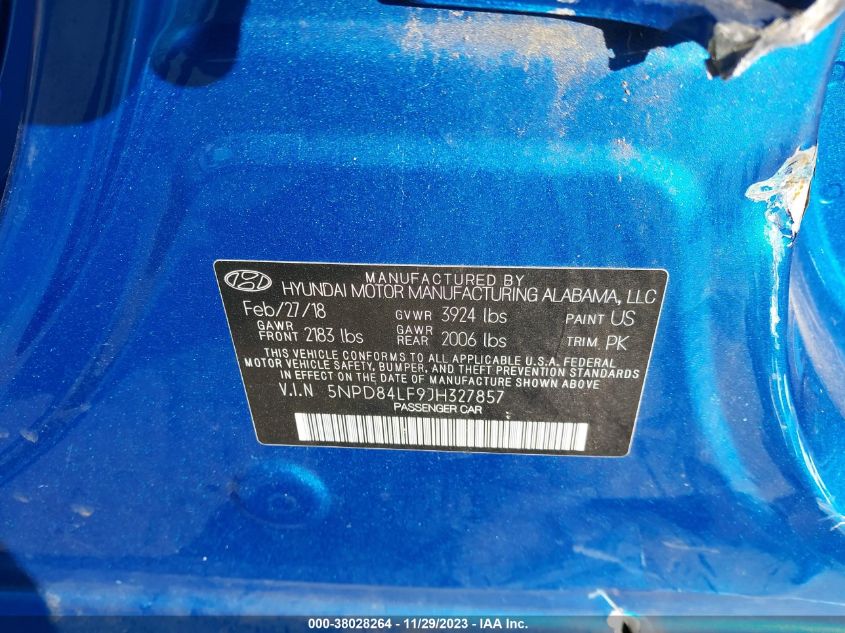 MANUFACTURED BY
HYUNDAI MOTOR MANUFACTURING ALABAMA, LLC
Feb/27/18 GVWR 3924 lbs PAINT US
GAWR FRONT 2183 lbs GAWR REAR 2006 lbs TRIM PK
THIS VEHICLE CONFORMS TO ALL APPLICABLE U.S.A. FEDERAL
MOTOR VEHICLE SAFETY, BUMPER, AND THEFT PREVENTION STANDARDS
IN EFFECT ON THE DATE OF MANUFACTURE SHOWN ABOVE
V.I.N 5NPD84LF9JH327857
PASSENGER CAR
000-38028264 - 11/29/2023 - IAA Inc.